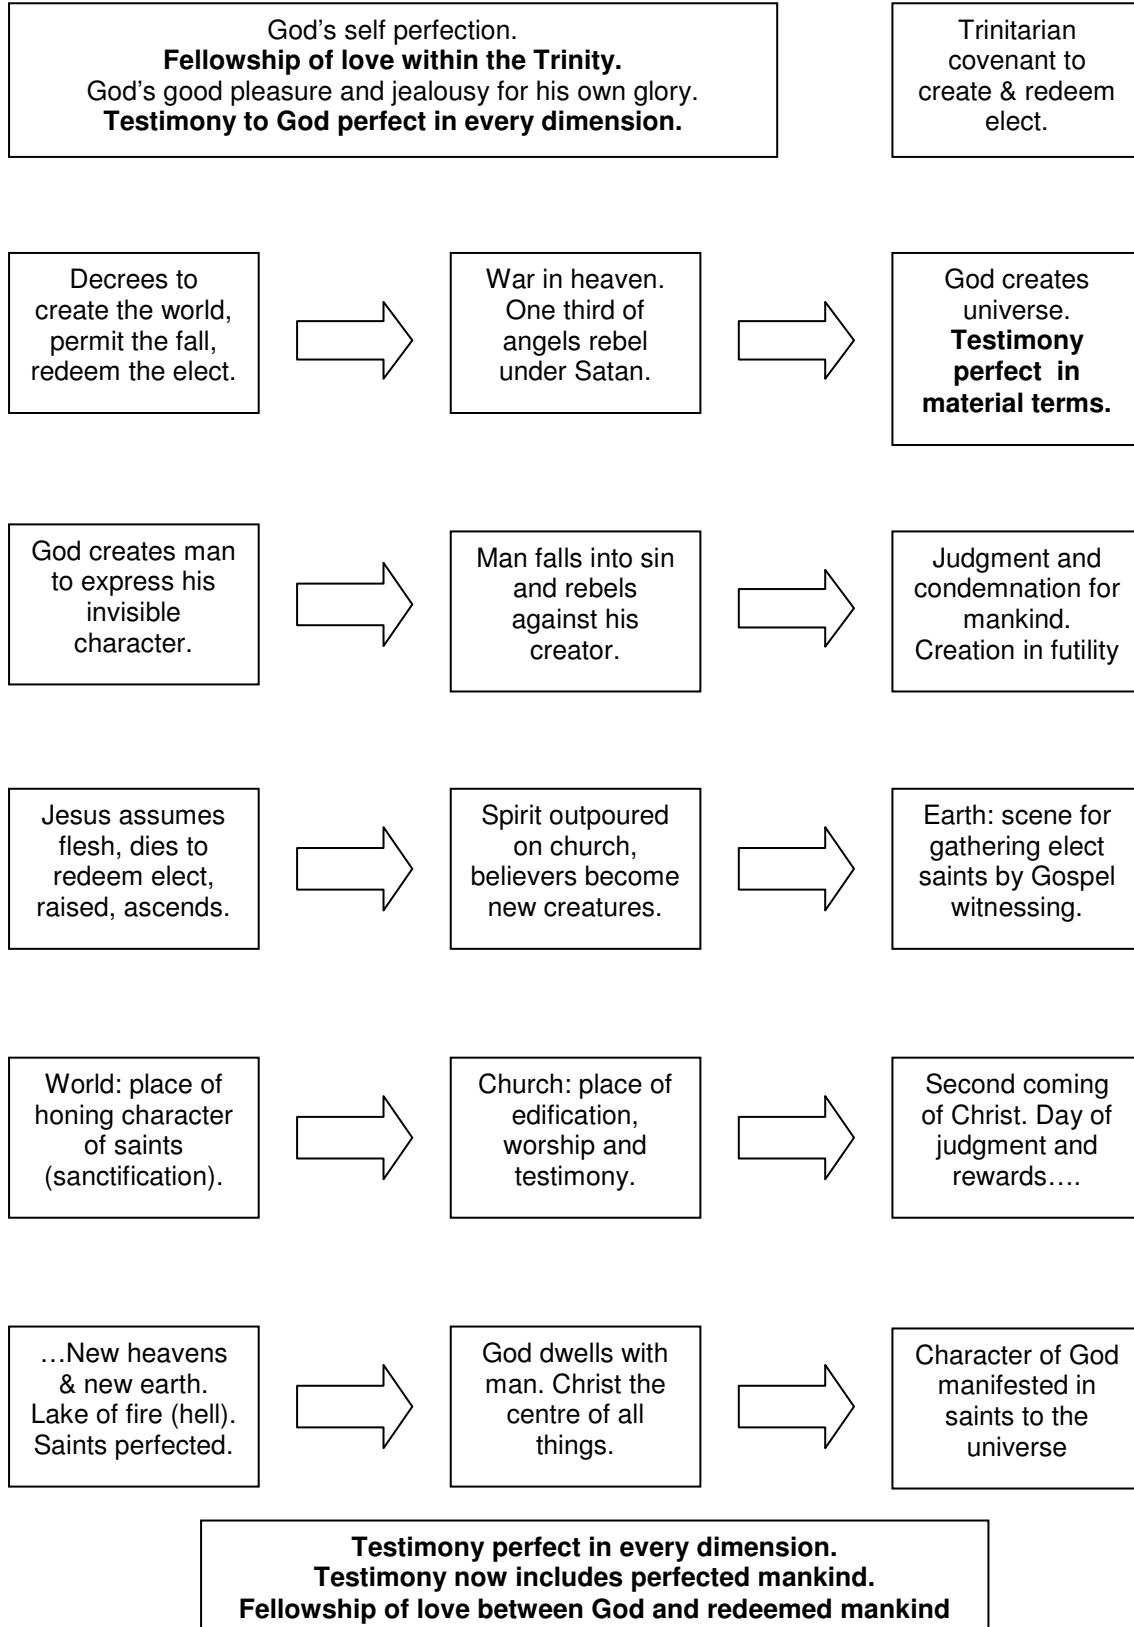 God’s self perfection.
Fellowship of love within the Trinity.
God’s good pleasure and jealousy for his own glory.
Testimony to God perfect in every dimension.
Trinitarian
covenant to
create & redeem
elect.
Decrees to
create the world,
permit the fall,
redeem the elect.
War in heaven.
One third of
angels rebel
under Satan.
God creates
universe.
Testimony
perfect in
material terms.
God creates man
to express his
invisible
character.
Man falls into sin
and rebels
against his
creator.
Judgment and
condemnation for
mankind.
Creation in futility
Jesus assumes
flesh, dies to
redeem elect,
raised, ascends.
Spirit outpoured
on church,
believers become
new creatures.
Earth: scene for
gathering elect
saints by Gospel
witnessing.
World: place of
honing character
of saints
(sanctification).
Church: place of
edification,
worship and
testimony.
Second coming
of Christ. Day of
judgment and
rewards….
…New heavens
& new earth.
Lake of fire (hell).
Saints perfected.
God dwells with
man. Christ the
centre of all
things.
Character of God
manifested in
saints to the
universe
Testimony perfect in every dimension.
Testimony now includes perfected mankind.
Fellowship of love between God and redeemed mankind